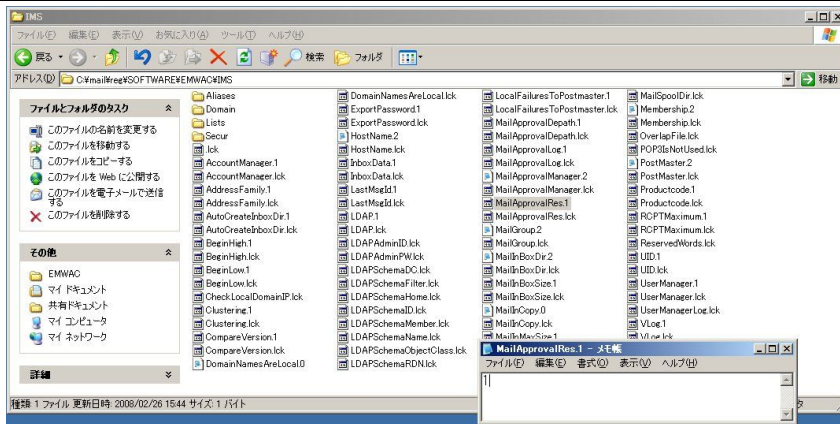 IMS
ファイル(F) 編集(E) 表示(V) お気に入り(A) ツール(T) ヘルプ(H)
戻る 検索 フォルダ
アドレス(D) C:¥mail¥reg¥SOFTWARE¥EMWAC¥IMS 移動
ファイルとフォルダのタスク
このファイルの名前を変更する
このファイルを移動する
このファイルをコピーする
このファイルを Web に公開する
このファイルを電子メールで送信
する
このファイルを削除する
その他
EMWAC
マイ ドキュメント
共有ドキュメント
マイ コンピュータ
マイ ネットワーク
詳細
Aliases
Domain
Lists
Secur
.lck
AccountManager.1
AccountManager.lck
AddressFamily.1
AddressFamily.lck
AutoCreateInboxDir.1
AutoCreateInboxDir.lck
BeginHigh.1
BeginHigh.lck
BeginLow.1
BeginLow.lck
CheckLocalDomainIP.lck
Clustering.1
Clustering.lck
CompareVersion.1
CompareVersion.lck
DomainNamesAreLocal.0
DomainNamesAreLocal.lck
ExportPassword.1
ExportPassword.lck
HostName.2
HostName.lck
InboxData.1
InboxData.lck
LastMsgId.1
LastMsgId.lck
LDAP.1
LDAP.lck
LDAPAdminID.lck
LDAPAdminPW.lck
LDAPSchemaDC.lck
LDAPSchemaFilter.lck
LDAPSchemaHome.lck
LDAPSchemaID.lck
LDAPSchemaMember.lck
LDAPSchemaName.lck
LDAPSchemaObjectClass.lck
LDAPSchemaRDN.lck
LocalFailuresToPostmaster.1
LocalFailuresToPostmaster.lck
MailApprovalDepath.1
MailApprovalDepath.lck
MailApprovalLog.1
MailApprovalLog.lck
MailApprovalManager.2
MailApprovalManager.lck
MailApprovalRes.1
MailApprovalRes.lck
MailGroup.2
MailGroup.lck
MailInBoxDir.2
MailInBoxDir.lck
MailInBoxSize.1
MailInBoxSize.lck
MailInCopy.0
MailInCopy.lck
MailInMaxSize.1
MailSpoolDir.lck
Membership.2
Membership.lck
OverlapFile.lck
POP3IsNotUsed.lck
PostMaster.2
PostMaster.lck
Productcode.1
Productcode.lck
RCPTMaximum.1
RCPTMaximum.lck
ReservedWords.lck
UID.1
UID.lck
UserManager.1
UserManager.lck
UserManagerLog.lck
VLog.1
VLog.lck
MailApprovalRes.1 - メモ帳
ファイル(F) 編集(E) 書式(O) 表示(V) ヘルプ(H)
1
種類: 1 ファイル 更新日時: 2008/02/26 15:44 サイズ: 1 バイト